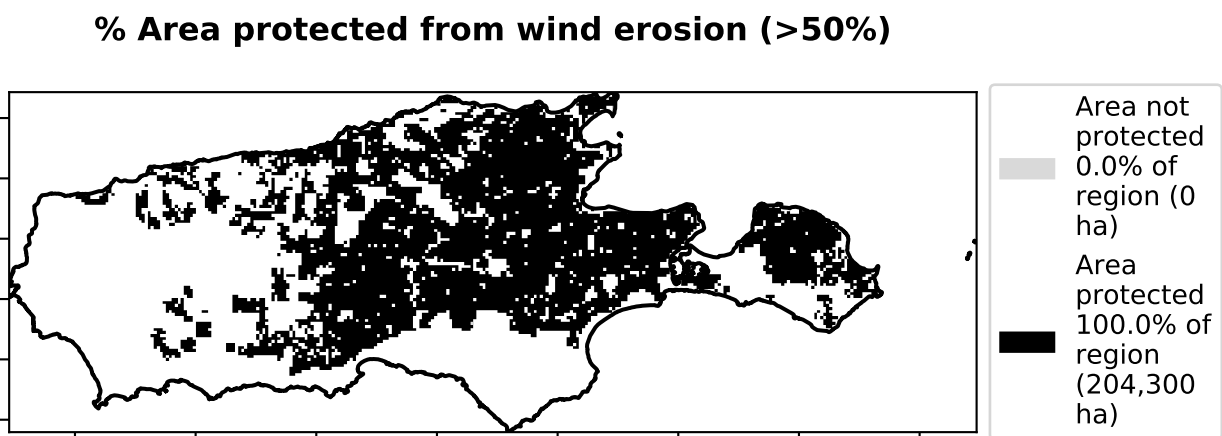 % Area protected from wind erosion (>50%)
Area not
protected
0.0% of
region (0
ha)
Area
protected
100.0% of
region
(204,300
ha)